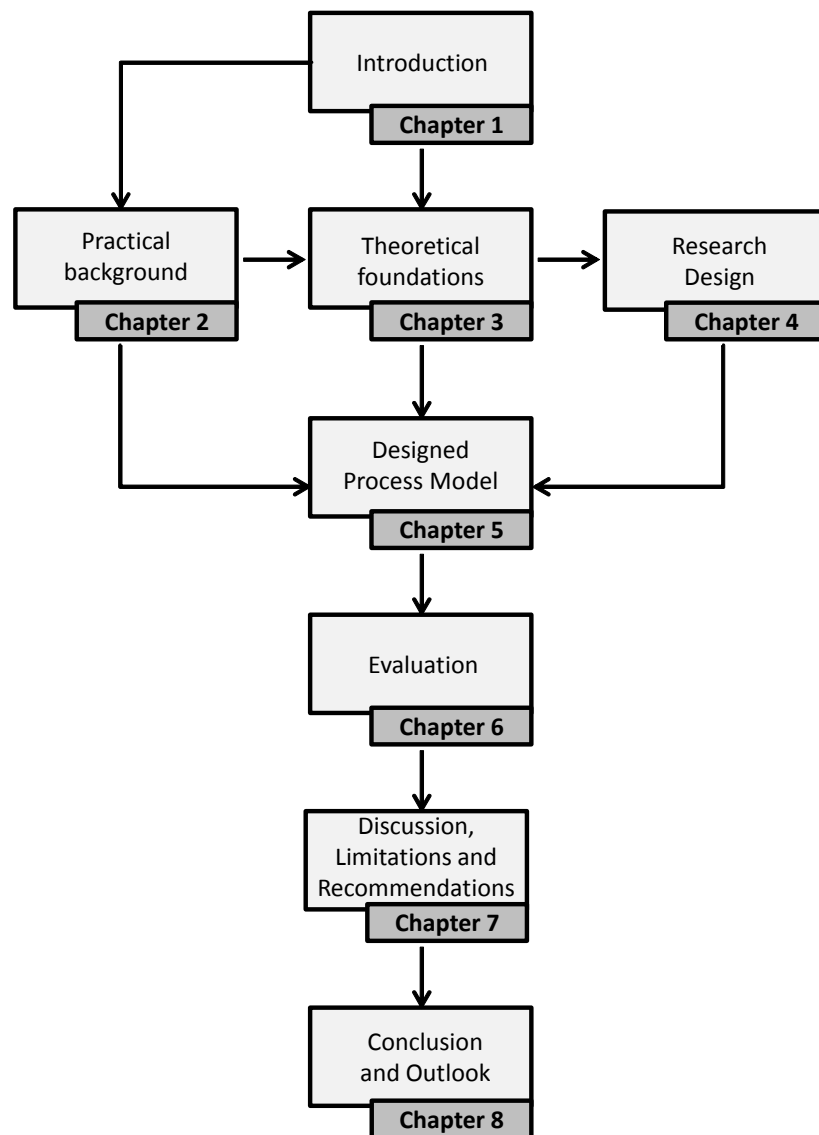 Introduction
Chapter 1
Practical
background
Chapter 2
Theoretical
foundations
Chapter 3
Research
Design
Chapter 4
Designed
Process Model
Chapter 5
Evaluation
Chapter 6
Discussion,
Limitations and
Recommendations
Chapter 7
Conclusion
and Outlook
Chapter 8